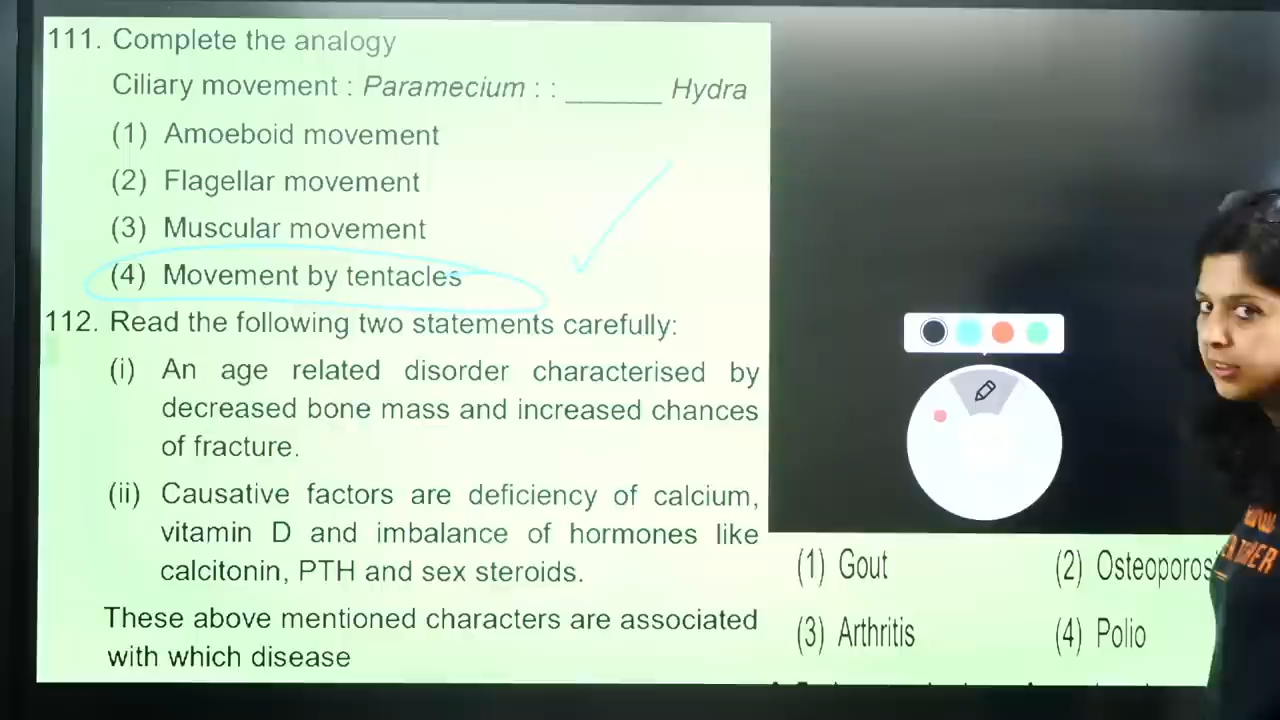 111. Complete the analogy
Ciliary movement : Paramecium : : ______ Hydra
(1) Amoeboid movement
(2) Flagellar movement
(3) Muscular movement
(4) Movement by tentacles
112. Read the following two statements carefully:
(i) An age related disorder characterised by
decreased bone mass and increased chances
of fracture.
(ii) Causative factors are deficiency of calcium,
vitamin D and imbalance of hormones like
calcitonin, PTH and sex steroids.
These above mentioned characters are associated
with which disease
(1) Gout (2) Osteoporos
(3) Arthritis (4) Polio